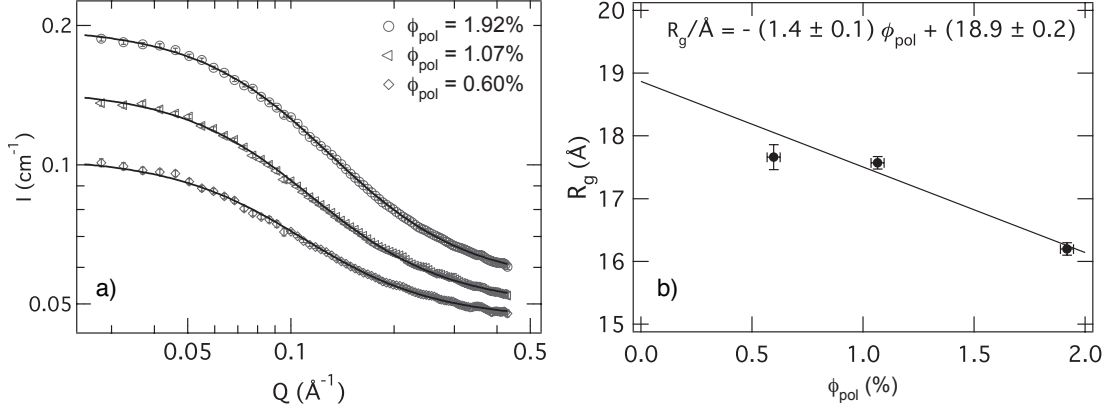 0.2
0.1
0.05
I (cm⁻¹)
ϕpol = 1.92%
ϕpol = 1.07%
ϕpol = 0.60%
a)
0.05
0.1
0.5
Q (Å⁻¹)
20
19
18
17
16
15
Rg (Å)
Rg/Å = - (1.4 ± 0.1) ϕpol + (18.9 ± 0.2)
b)
0.0
0.5
1.0
1.5
2.0
ϕpol (%)